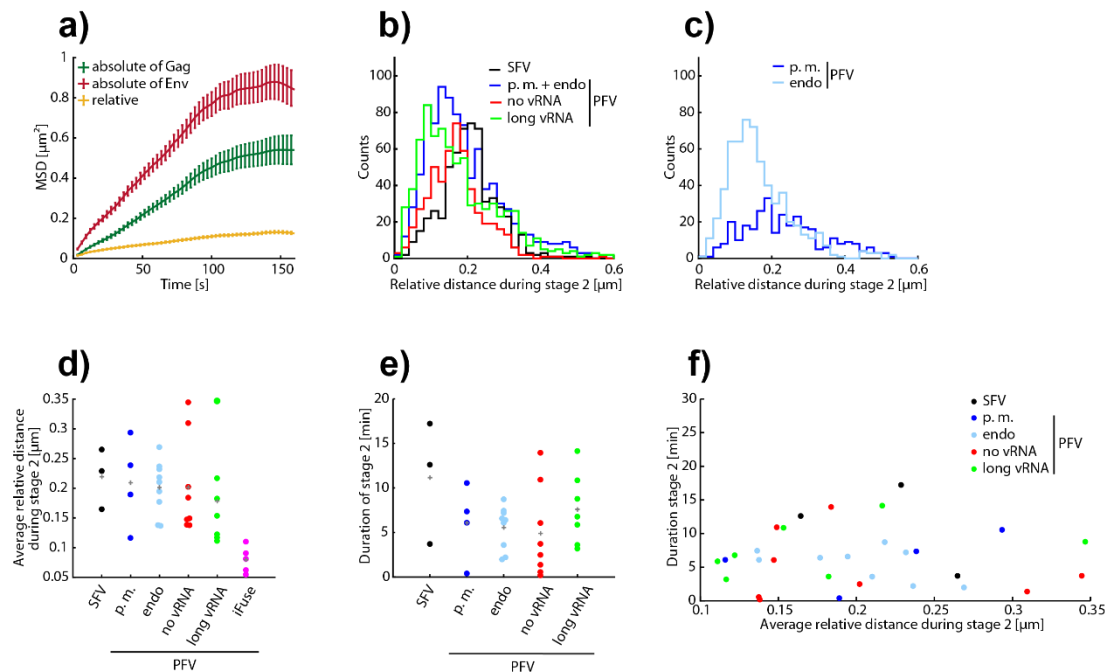 a)
absolute of Gag
absolute of Env
relative
MSD [µm²]
1
0.8
0.6
0.4
0.2
0
0 50 100 150
Time [s]
b)
SFV
p. m. + endo
no vRNA
long vRNA
PFV
Counts
100
80
60
40
20
0
0 0.2 0.4 0.6
Relative distance during stage 2 [µm]
c)
p. m.
endo
PFV
Counts
100
80
60
40
20
0
0 0.2 0.4 0.6
Relative distance during stage 2 [µm]
d)
Average relative distance
during stage 2 [µm]
0.35
0.3
0.25
0.2
0.15
0.1
0.05
SFV
p. m.
endo
no vRNA
long vRNA
iFuse
PFV
e)
Duration of stage 2 [min]
20
15
10
5
0
SFV
p. m.
endo
no vRNA
long vRNA
PFV
f)
SFV
p. m.
endo
no vRNA
long vRNA
PFV
Duration stage 2 [min]
30
25
20
15
10
5
0
0.1 0.15 0.2 0.25 0.3 0.35
Average relative distance during stage 2 [µm]